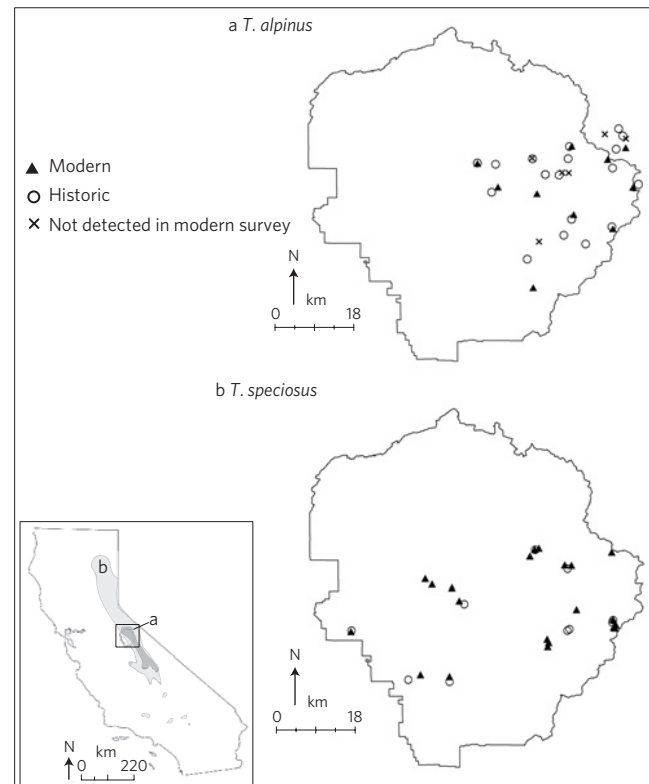 a T. alpinus
Modern
Historic
Not detected in modern survey
N
km
0 18
b T. speciosus
b
a
N
km
0 18
N
km
0 220